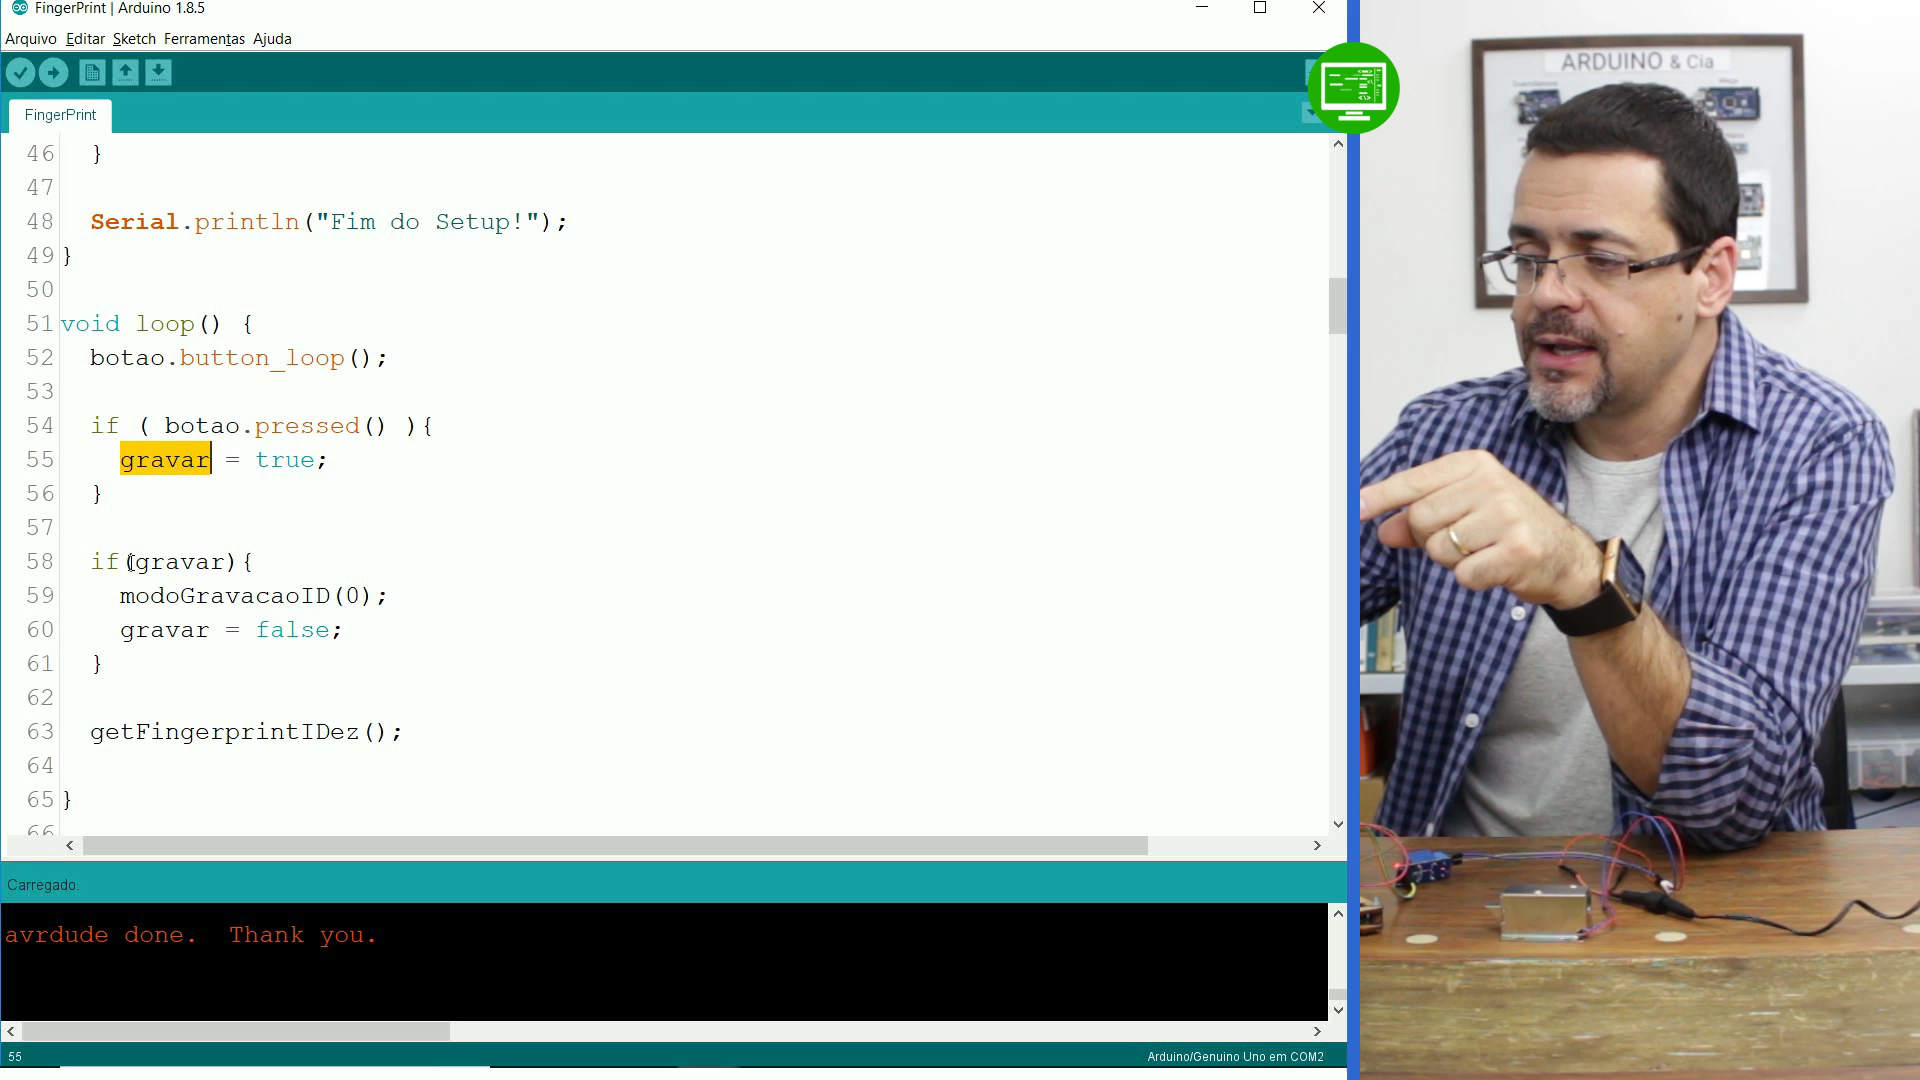 FingerPrint | Arduino 1.8.5
Arquivo Editar Sketch Ferramentas Ajuda
FingerPrint
46 }
47
48 Serial.println("Fim do Setup!");
49 }
50
51 void loop() {
52 botao.button_loop();
53
54 if ( botao.pressed() ){
55 gravar = true;
56 }
57
58 if(gravar){
59 modoGravacaoID(0);
60 gravar = false;
61 }
62
63 getFingerprintIDez();
64
65 }
66
Carregado.
avrdude done. Thank you.
55
Arduino/Genuino Uno em COM2
ARDUINO & Cia